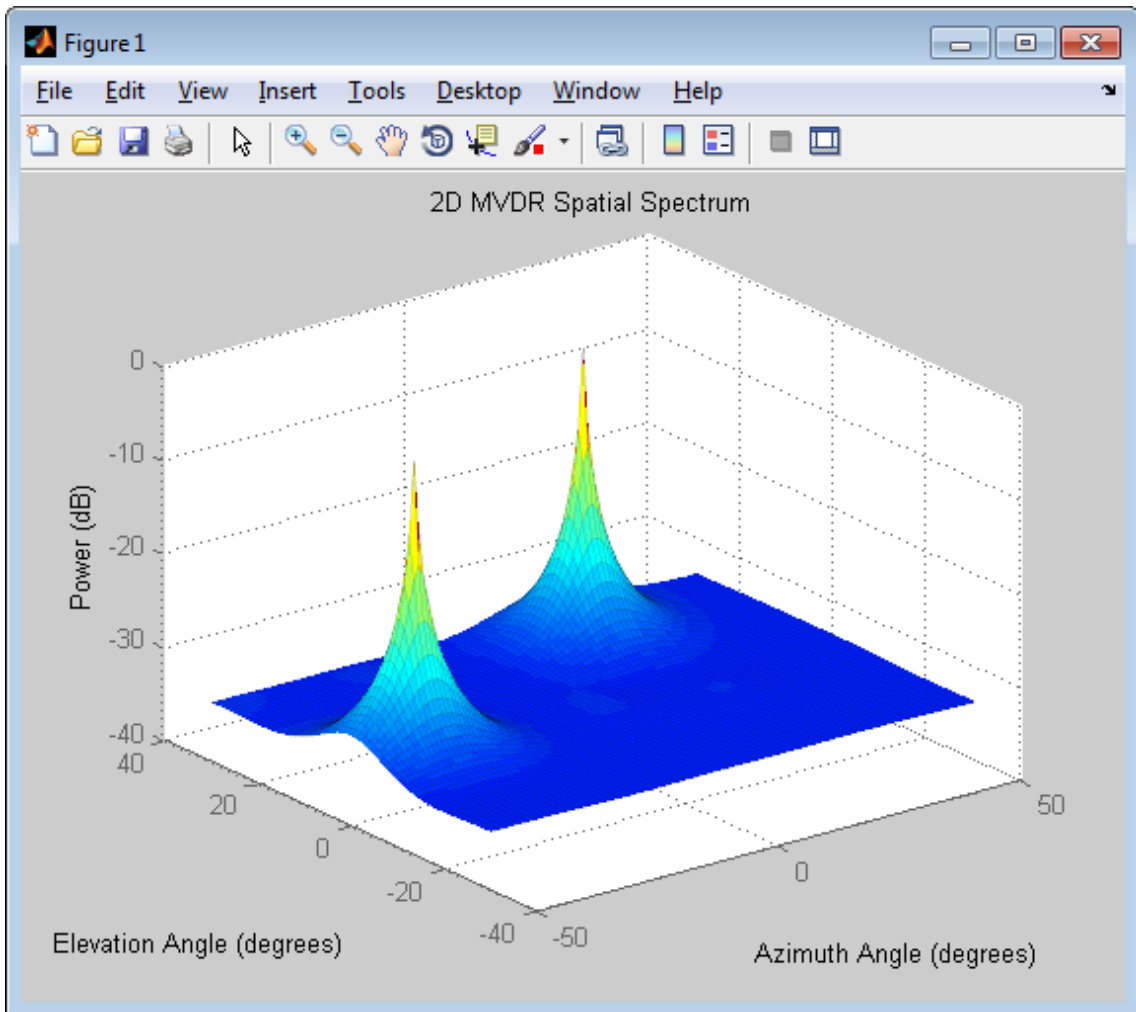 Figure 1
File Edit View Insert Tools Desktop Window Help
2D MVDR Spatial Spectrum
0
-10
-20
-30
-40
Power (dB)
40
20
0
-20
-40
Elevation Angle (degrees)
-50
0
50
Azimuth Angle (degrees)